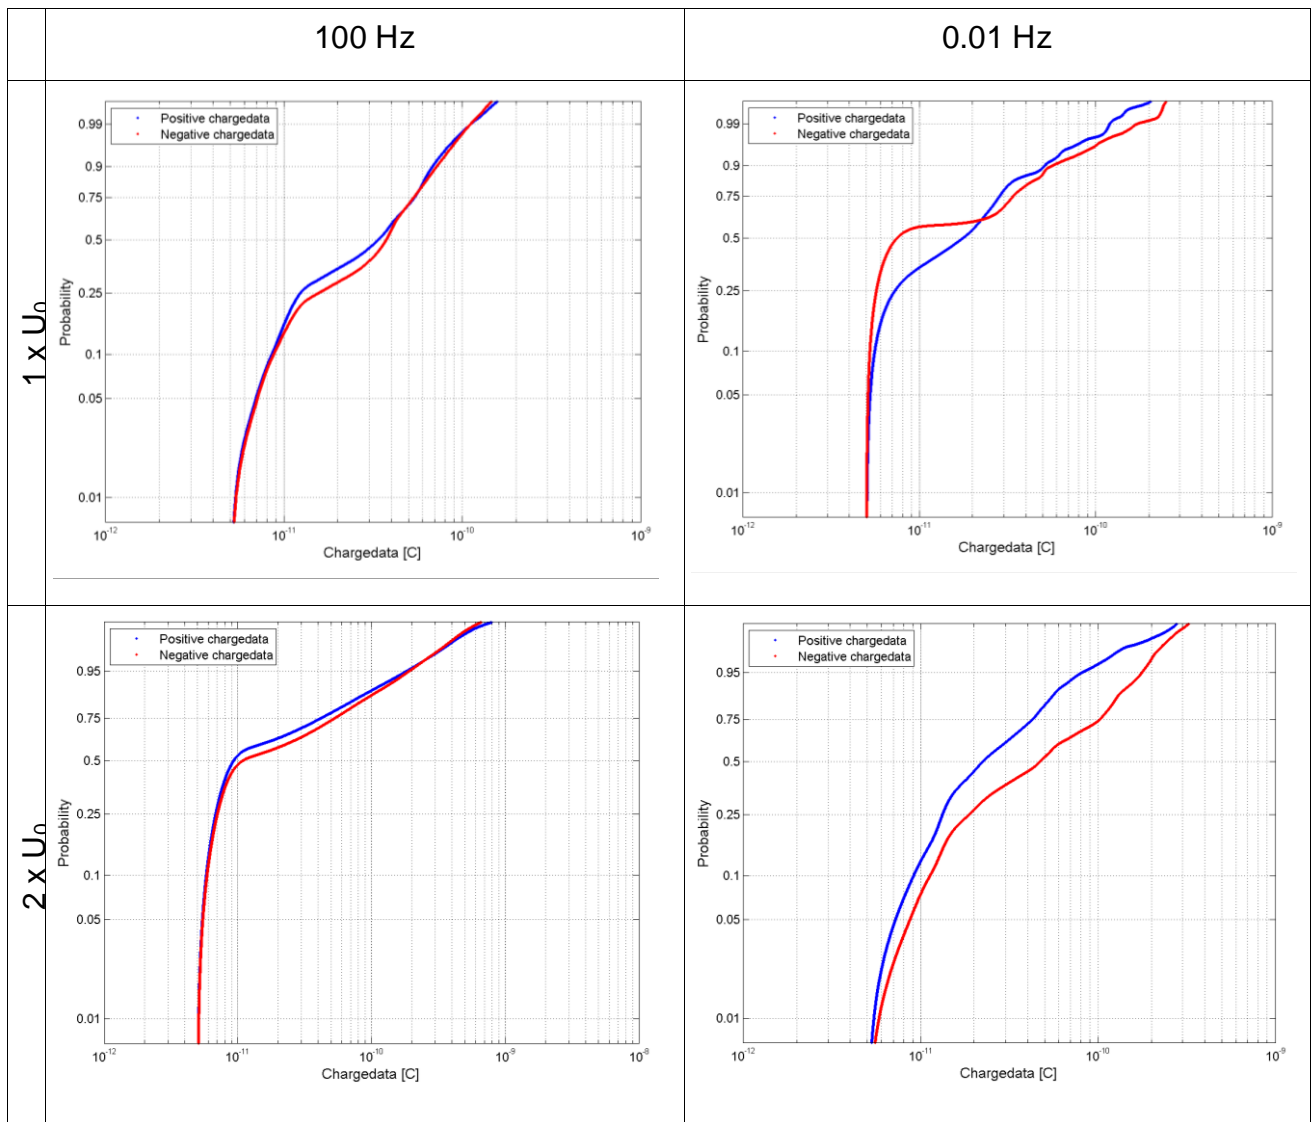 100 Hz
0.01 Hz
1 x U0
Positive chargedata
Negative chargedata
0.99
0.9
0.75
0.5
0.25
0.1
0.05
0.01
Probability
10^-12
10^-11
10^-10
10^-9
Chargedata [C]
Positive chargedata
Negative chargedata
0.99
0.9
0.75
0.5
0.25
0.1
0.05
0.01
Probability
10^-12
10^-11
10^-10
10^-9
Chargedata [C]
2 x U0
Positive chargedata
Negative chargedata
0.95
0.75
0.5
0.25
0.1
0.05
0.01
Probability
10^-12
10^-11
10^-10
10^-9
10^-8
Chargedata [C]
Positive chargedata
Negative chargedata
0.95
0.75
0.5
0.25
0.1
0.05
0.01
Probability
10^-12
10^-11
10^-10
10^-9
Chargedata [C]